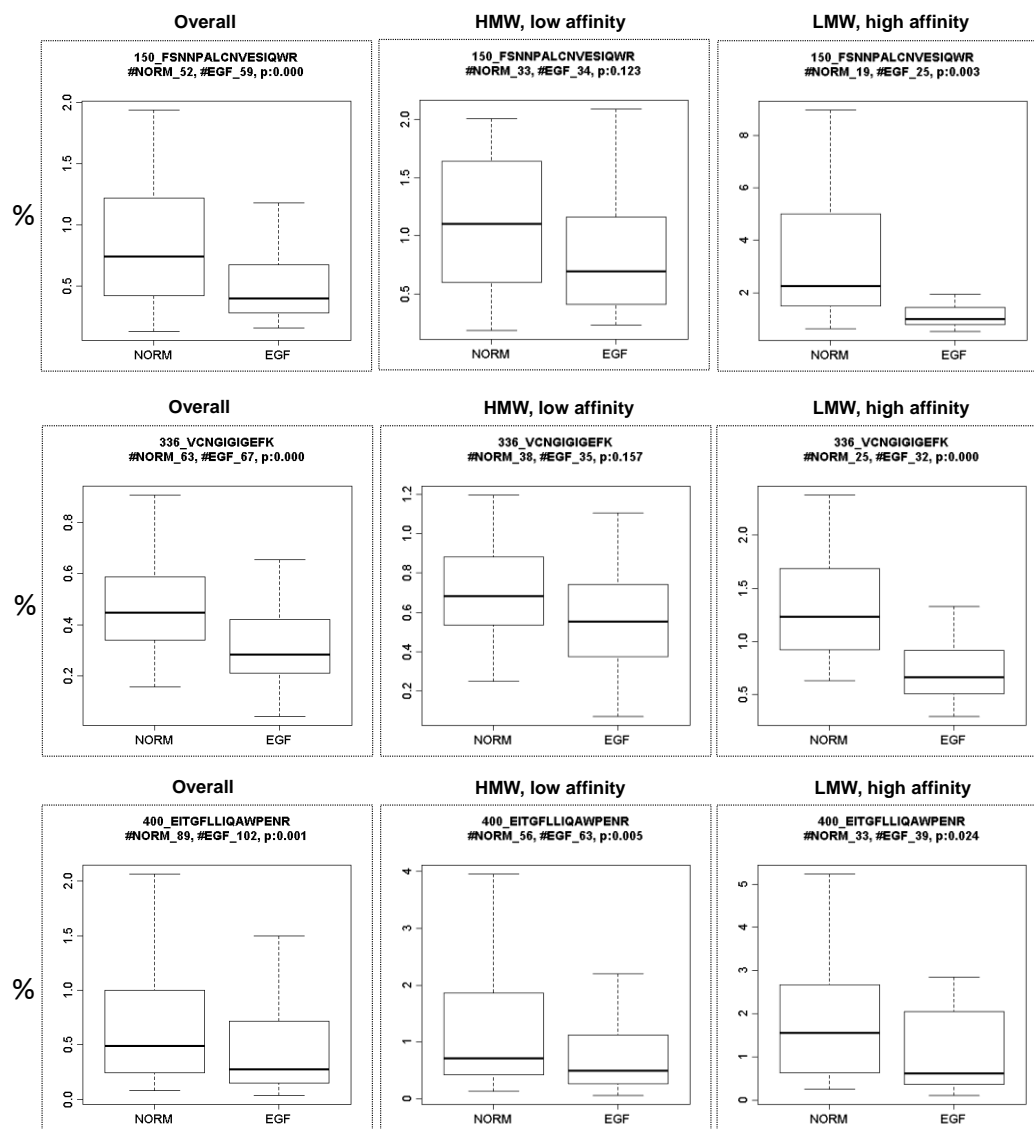 Overall
HMW, low affinity
LMW, high affinity
150_FSNNPALCNVESIQWR
#NORM_52, #EGF_59, p:0.000
150_FSNNPALCNVESIQWR
#NORM_33, #EGF_34, p:0.123
150_FSNNPALCNVESIQWR
#NORM_19, #EGF_25, p:0.003
%
2.0
1.5
1.0
0.5
NORM
EGF
2.0
1.5
1.0
0.5
NORM
EGF
8
6
4
2
NORM
EGF
Overall
HMW, low affinity
LMW, high affinity
336_VCNGIGIGEFK
#NORM_63, #EGF_67, p:0.000
336_VCNGIGIGEFK
#NORM_38, #EGF_35, p:0.157
336_VCNGIGIGEFK
#NORM_25, #EGF_32, p:0.000
%
0.8
0.6
0.4
0.2
NORM
EGF
1.2
1.0
0.8
0.6
0.4
0.2
NORM
EGF
2.0
1.5
1.0
0.5
NORM
EGF
Overall
HMW, low affinity
LMW, high affinity
400_EITGFLLIQAWPENR
#NORM_89, #EGF_102, p:0.001
400_EITGFLLIQAWPENR
#NORM_56, #EGF_63, p:0.005
400_EITGFLLIQAWPENR
#NORM_33, #EGF_39, p:0.024
%
2.0
1.5
1.0
0.5
0.0
NORM
EGF
4
3
2
1
0
NORM
EGF
5
4
3
2
1
0
NORM
EGF